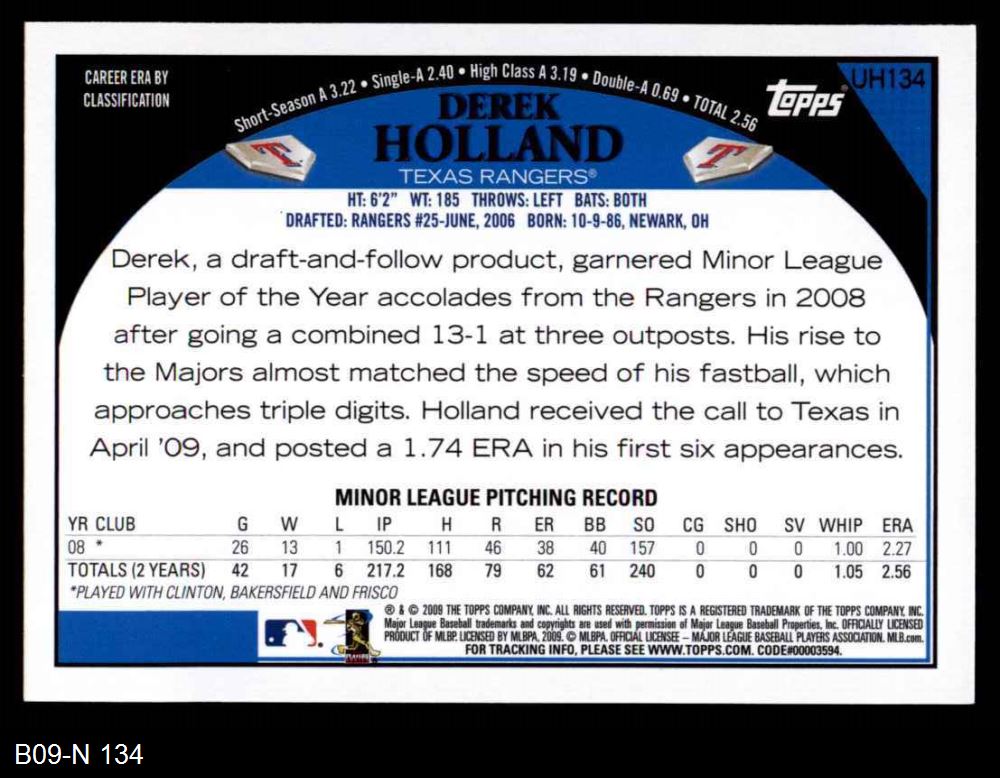 CAREER ERA BY
CLASSIFICATION
Short-Season A 3.22 • Single-A 2.40 • High Class A 3.19 • Double-A 0.69 • TOTAL 2.56
topps®
UH134
DEREK
HOLLAND
TEXAS RANGERS®
T
T
HT: 6'2" WT: 185 THROWS: LEFT BATS: BOTH
DRAFTED: RANGERS #25-JUNE, 2006 BORN: 10-9-86, NEWARK, OH
Derek, a draft-and-follow product, garnered Minor League
Player of the Year accolades from the Rangers in 2008
after going a combined 13-1 at three outposts. His rise to
the Majors almost matched the speed of his fastball, which
approaches triple digits. Holland received the call to Texas in
April '09, and posted a 1.74 ERA in his first six appearances.
MINOR LEAGUE PITCHING RECORD
YR CLUB G W L IP H R ER BB SO CG SHO SV WHIP ERA
08 * 26 13 1 150.2 111 46 38 40 157 0 0 0 1.00 2.27
TOTALS (2 YEARS) 42 17 6 217.2 168 79 62 61 240 0 0 0 1.05 2.56
*PLAYED WITH CLINTON, BAKERSFIELD AND FRISCO
® & © 2009 THE TOPPS COMPANY, INC. ALL RIGHTS RESERVED. TOPPS IS A REGISTERED TRADEMARK OF THE TOPPS COMPANY, INC.
Major League Baseball trademarks and copyrights are used with permission of Major League Baseball Properties, Inc. OFFICIALLY LICENSED
PRODUCT OF MLBP. LICENSED BY MLBPA, 2009. © MLBPA. OFFICIAL LICENSEE – MAJOR LEAGUE BASEBALL PLAYERS ASSOCIATION. MLB.com.
FOR TRACKING INFO, PLEASE SEE WWW.TOPPS.COM. CODE#00003594.
B09-N 134